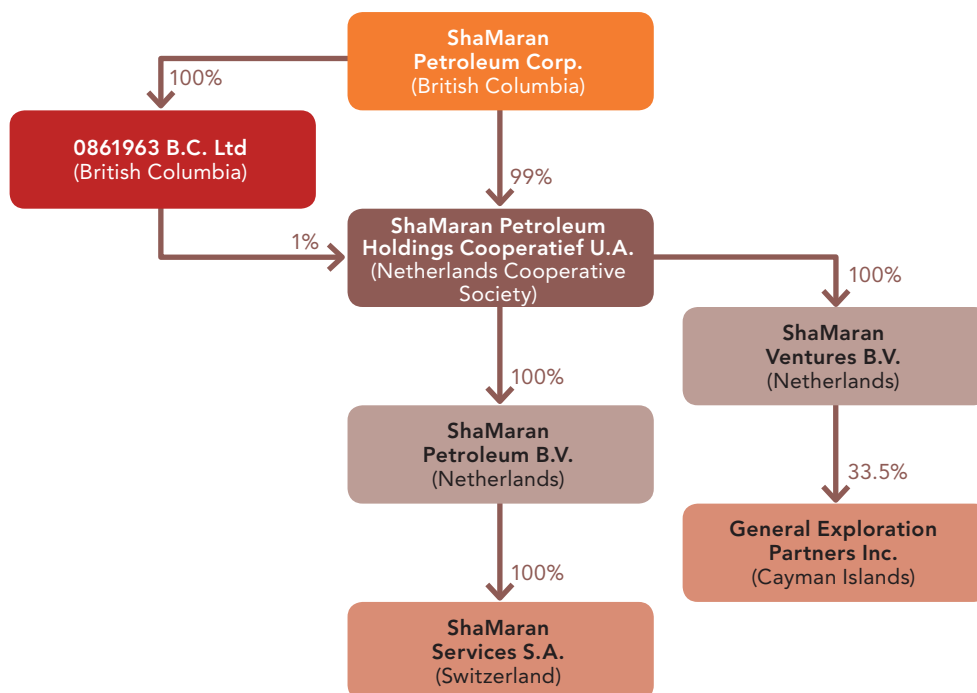 ShaMaran
Petroleum Corp.
(British Columbia)
100%
0861963 B.C. Ltd
(British Columbia)
99%
1%
ShaMaran Petroleum
Holdings Cooperatief U.A.
(Netherlands Cooperative
Society)
100%
ShaMaran
Ventures B.V.
(Netherlands)
100%
ShaMaran
Petroleum B.V.
(Netherlands)
33.5%
General Exploration
Partners Inc.
(Cayman Islands)
100%
ShaMaran
Services S.A.
(Switzerland)